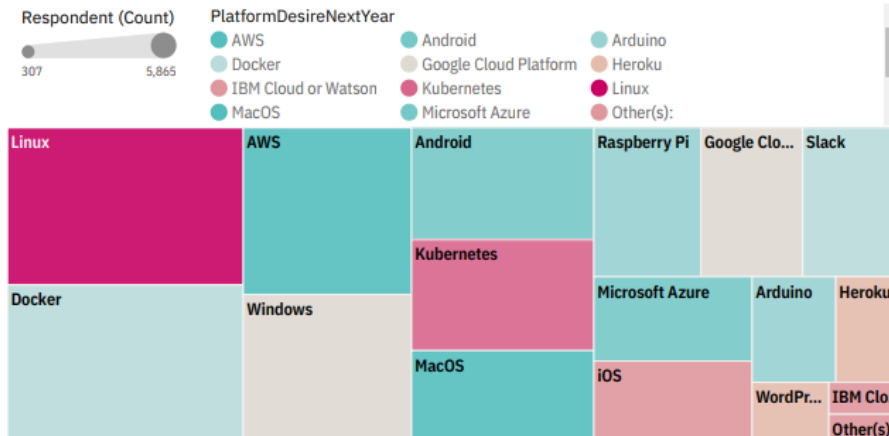 Respondent (Count)
307 5,865
PlatformDesireNextYear
AWS Android Arduino
Docker Google Cloud Platform Heroku
IBM Cloud or Watson Kubernetes Linux
MacOS Microsoft Azure Other(s):
Linux AWS Android Raspberry Pi Google Clo... Slack
Kubernetes
Docker Windows Microsoft Azure Arduino Heroku
MacOS iOS
WordPr... IBM Clo
Other(s)